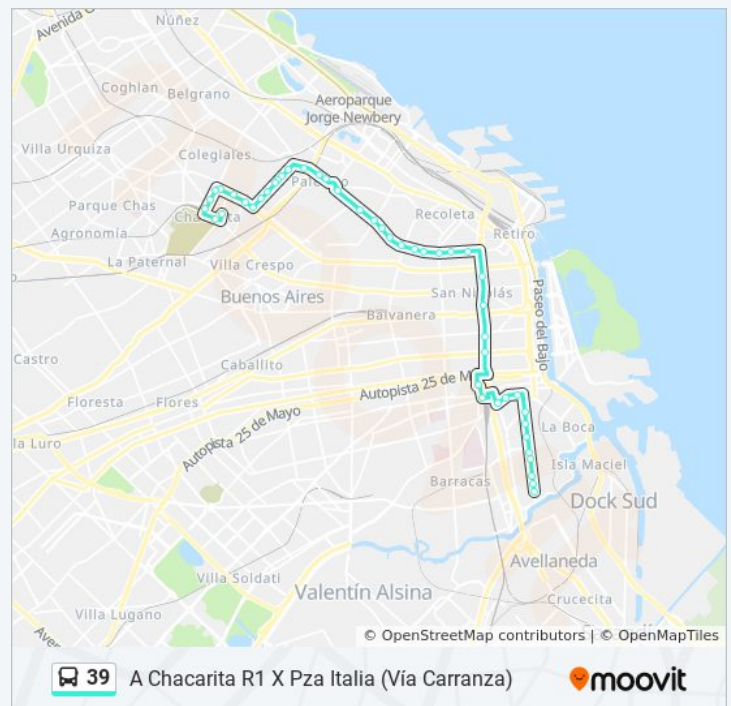 Avenida C
Núñez
Coghlan
Belgrano
Aeroparque
Jorge Newbery
Villa Urquiza
Colegiales
Parque Chas
Recoleta
Agronomía
Retiro
La Paternal
Villa Crespo
Buenos Aires
San Nicolás
Paseo del Bajo
Balvanera
Castro
Caballito
Autopista 25 de M
Floresta
Flores
Autopista 25 de Mayo
la Luro
La Boca
Isla Maciel
Barracas
Dock Sud
Avellaneda
Villa Soldati
Valentín Alsina
Crucecita
Villa Lugano
© OpenStreetMap contributors | © OpenMapTiles
39 A Chacarita R1 X Pza Italia (Vía Carranza)
moovit